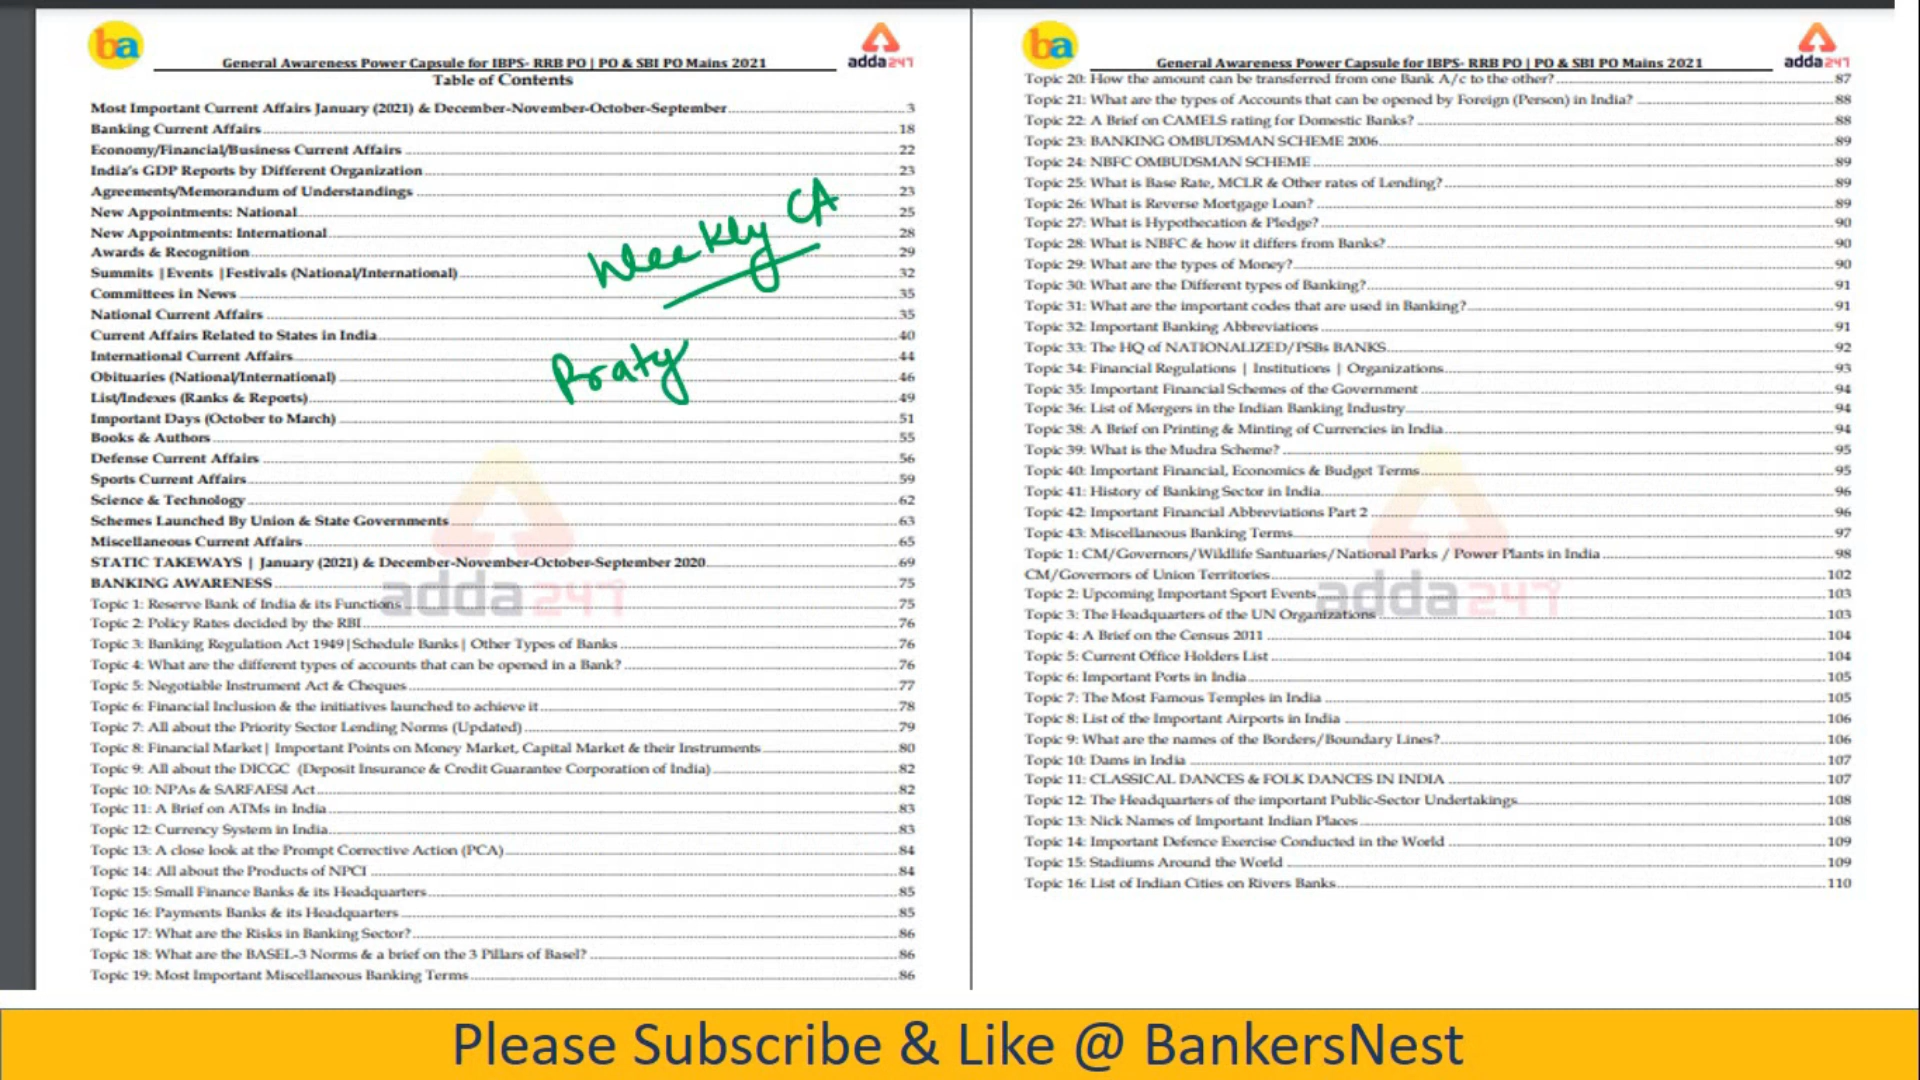 ba
General Awareness Power Capsule for IBPS- RRB PO | PO & SBI PO Mains 2021
adda247
Table of Contents
Most Important Current Affairs January (2021) & December-November-October-September 3
Banking Current Affairs 18
Economy/Financial/Business Current Affairs 22
India's GDP Reports by Different Organization 23
Agreements/Memorandum of Understandings 23
New Appointments: National 25
New Appointments: International 28
Awards & Recognition 29
Summits |Events |Festivals (National/International) 32
Committees in News 35
National Current Affairs 35
Current Affairs Related to States in India 40
International Current Affairs 44
Obituaries (National/International) 46
List/Indexes (Ranks & Reports) 49
Important Days (October to March) 51
Books & Authors 55
Defense Current Affairs 56
Sports Current Affairs 59
Science & Technology 62
Schemes Launched By Union & State Governments 63
Miscellaneous Current Affairs 65
STATIC TAKEWAYS | January (2021) & December-November-October-September 2020 69
BANKING AWARENESS 75
Topic 1: Reserve Bank of India & its Functions 75
Topic 2: Policy Rates decided by the RBI 76
Topic 3: Banking Regulation Act 1949|Schedule Banks| Other Types of Banks 76
Topic 4: What are the different types of accounts that can be opened in a Bank? 76
Topic 5: Negotiable Instrument Act & Cheques 77
Topic 6: Financial Inclusion & the initiatives launched to achieve it 78
Topic 7: All about the Priority Sector Lending Norms (Updated) 79
Topic 8: Financial Market| Important Points on Money Market, Capital Market & their Instruments 80
Topic 9: All about the DICGC (Deposit Insurance & Credit Guarantee Corporation of India) 82
Topic 10: NPAs & SARFAESI Act 82
Topic 11: A Brief on ATMs in India 83
Topic 12: Currency System in India 83
Topic 13: A close look at the Prompt Corrective Action (PCA) 84
Topic 14: All about the Products of NPCI 84
Topic 15: Small Finance Banks & its Headquarters 85
Topic 16: Payments Banks & its Headquarters 85
Topic 17: What are the Risks in Banking Sector? 86
Topic 18: What are the BASEL-3 Norms & a brief on the 3 Pillars of Basel? 86
Topic 19: Most Important Miscellaneous Banking Terms 86
Weekly CA
Praty
adda247
ba
General Awareness Power Capsule for IBPS- RRB PO | PO & SBI PO Mains 2021
adda247
Topic 20: How the amount can be transferred from one Bank A/c to the other? 87
Topic 21: What are the types of Accounts that can be opened by Foreign (Person) in India? 88
Topic 22: A Brief on CAMELS rating for Domestic Banks? 88
Topic 23: BANKING OMBUDSMAN SCHEME 2006 89
Topic 24: NBFC OMBUDSMAN SCHEME 89
Topic 25: What is Base Rate, MCLR & Other rates of Lending? 89
Topic 26: What is Reverse Mortgage Loan? 89
Topic 27: What is Hypothecation & Pledge? 90
Topic 28: What is NBFC & how it differs from Banks? 90
Topic 29: What are the types of Money? 90
Topic 30: What are the Different types of Banking? 91
Topic 31: What are the important codes that are used in Banking? 91
Topic 32: Important Banking Abbreviations 91
Topic 33: The HQ of NATIONALIZED/PSBs BANKS 92
Topic 34: Financial Regulations | Institutions | Organizations 93
Topic 35: Important Financial Schemes of the Government 94
Topic 36: List of Mergers in the Indian Banking Industry 94
Topic 38: A Brief on Printing & Minting of Currencies in India 94
Topic 39: What is the Mudra Scheme? 95
Topic 40: Important Financial, Economics & Budget Terms 95
Topic 41: History of Banking Sector in India 96
Topic 42: Important Financial Abbreviations Part 2 96
Topic 43: Miscellaneous Banking Terms 97
Topic 1: CM/Governors/Wildlife Santuaries/National Parks / Power Plants in India 98
CM/Governors of Union Territories 102
Topic 2: Upcoming Important Sport Events 103
Topic 3: The Headquarters of the UN Organizations 103
Topic 4: A Brief on the Census 2011 104
Topic 5: Current Office Holders List 104
Topic 6: Important Ports in India 105
Topic 7: The Most Famous Temples in India 105
Topic 8: List of the Important Airports in India 106
Topic 9: What are the names of the Borders/Boundary Lines? 106
Topic 10: Dams in India 107
Topic 11: CLASSICAL DANCES & FOLK DANCES IN INDIA 107
Topic 12: The Headquarters of the important Public-Sector Undertakings 108
Topic 13: Nick Names of Important Indian Places 108
Topic 14: Important Defence Exercise Conducted in the World 109
Topic 15: Stadiums Around the World 109
Topic 16: List of Indian Cities on Rivers Banks 110
adda247
Please Subscribe & Like @ BankersNest